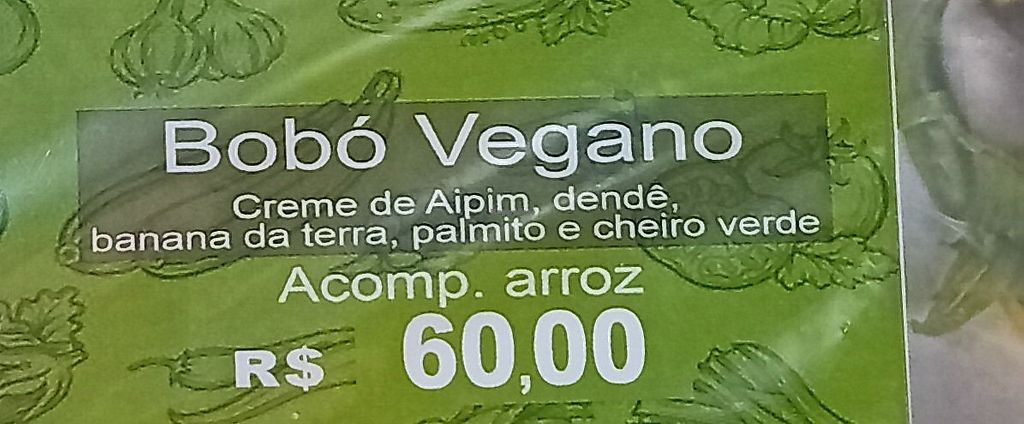 Bobó Vegano
Creme de Aipim, dendê,
banana da terra, palmito e cheiro verde
Acomp. arroz
R$ 60,00